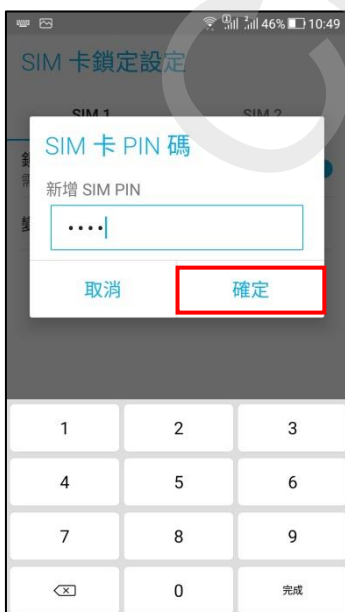 46% 10:49
SIM 卡鎖定設定
SIM 1 SIM 2
SIM 卡 PIN 碼
新增 SIM PIN
••••
取消 確定
1 2 3
4 5 6
7 8 9
0 完成